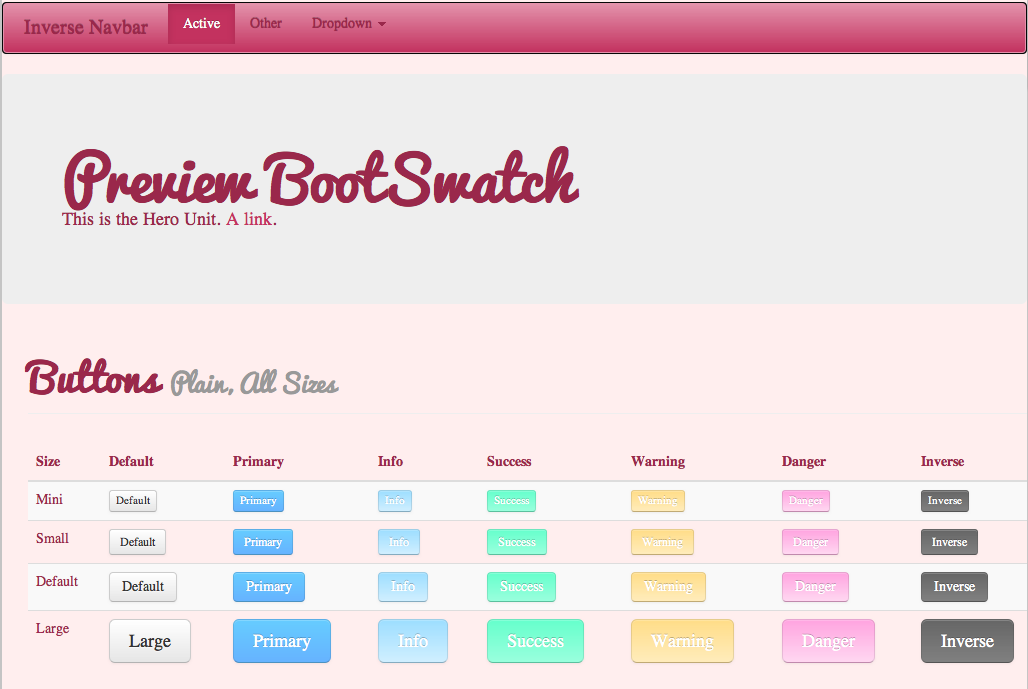 Inverse Navbar Active Other Dropdown
Preview BootSwatch
This is the Hero Unit. A link.
Buttons Plain, All Sizes
Size Default Primary Info Success Warning Danger Inverse
Mini Default Primary Info Success Warning Danger Inverse
Small Default Primary Info Success Warning Danger Inverse
Default Default Primary Info Success Warning Danger Inverse
Large Large Primary Info Success Warning Danger Inverse